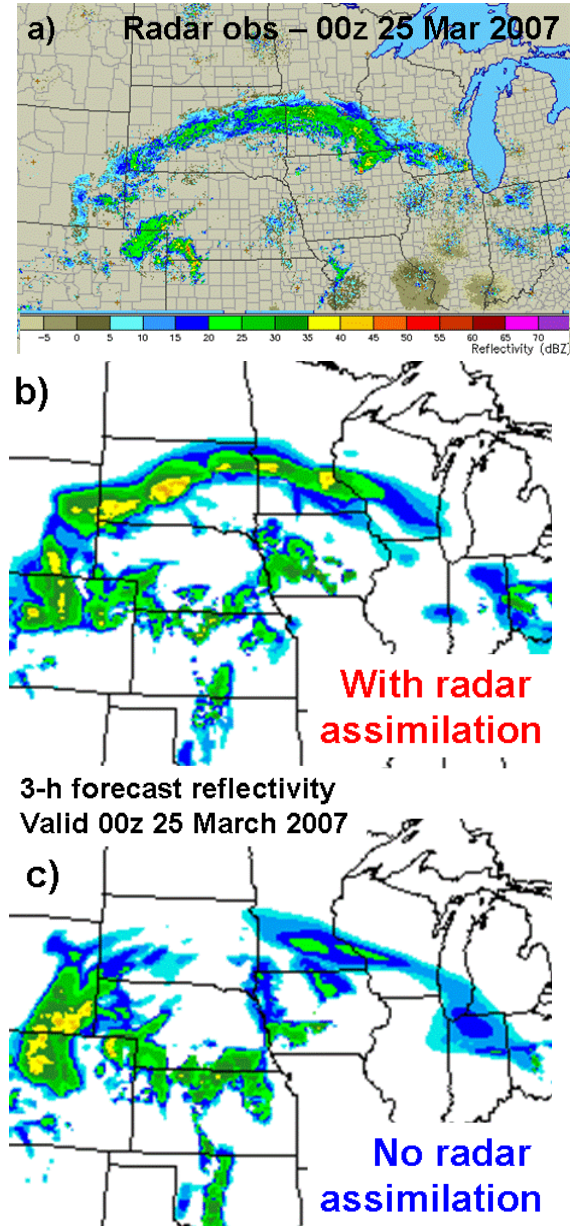 a) Radar obs – 00z 25 Mar 2007
-5 0 5 10 15 20 25 30 35 40 45 50 55 60 65 70
Reflectivity (dBZ)
b)
With radar
assimilation
3-h forecast reflectivity
Valid 00z 25 March 2007
c)
No radar
assimilation